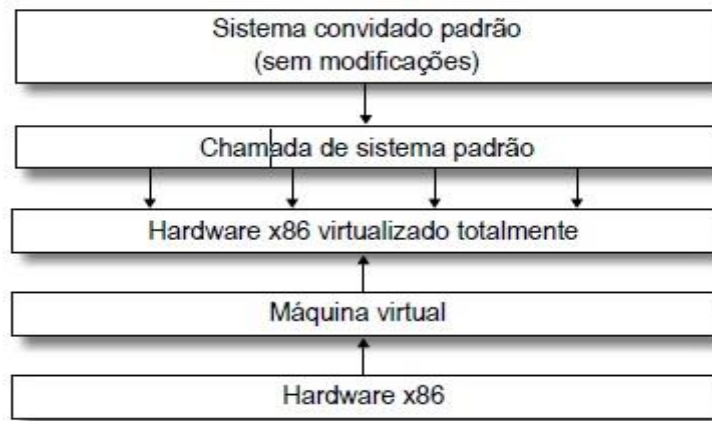 Sistema convidado padrão
(sem modificações)
Chamada de sistema padrão
Hardware x86 virtualizado totalmente
Máquina virtual
Hardware x86